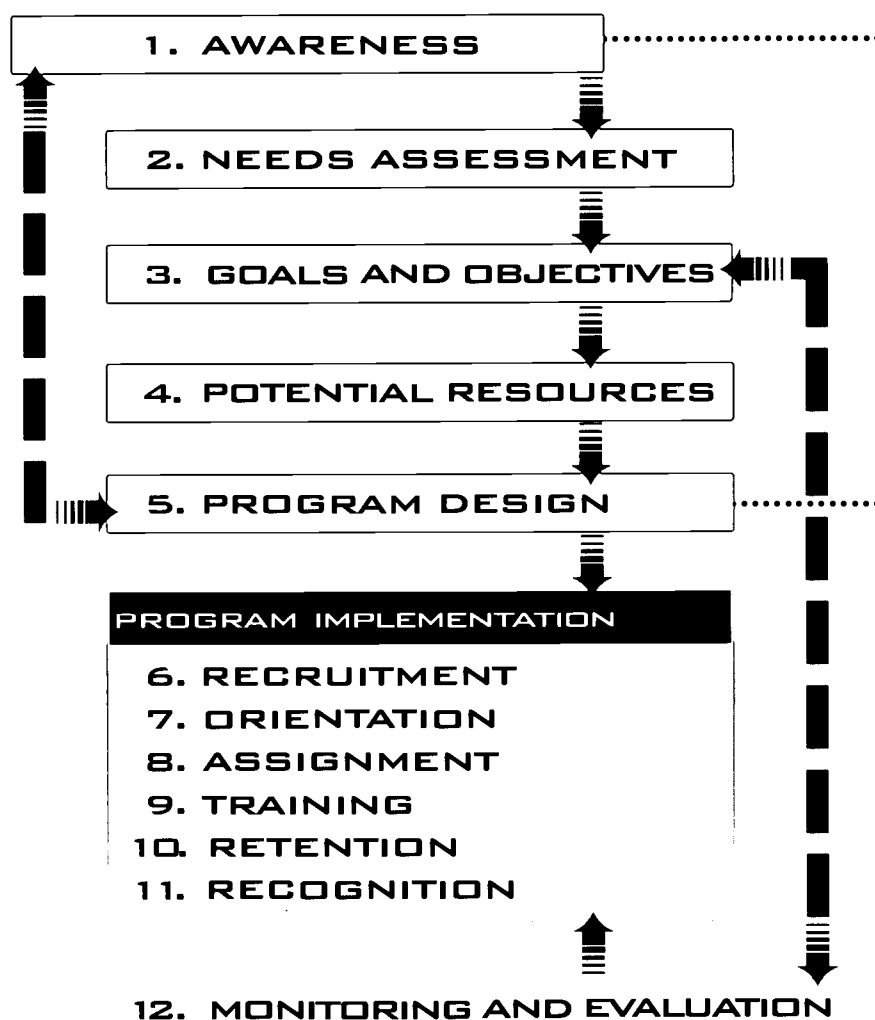 1. AWARENESS
2. NEEDS ASSESSMENT
3. GOALS AND OBJECTIVES
4. POTENTIAL RESOURCES
5. PROGRAM DESIGN
PROGRAM IMPLEMENTATION
6. RECRUITMENT
7. ORIENTATION
8. ASSIGNMENT
9. TRAINING
10. RETENTION
11. RECOGNITION
12. MONITORING AND EVALUATION